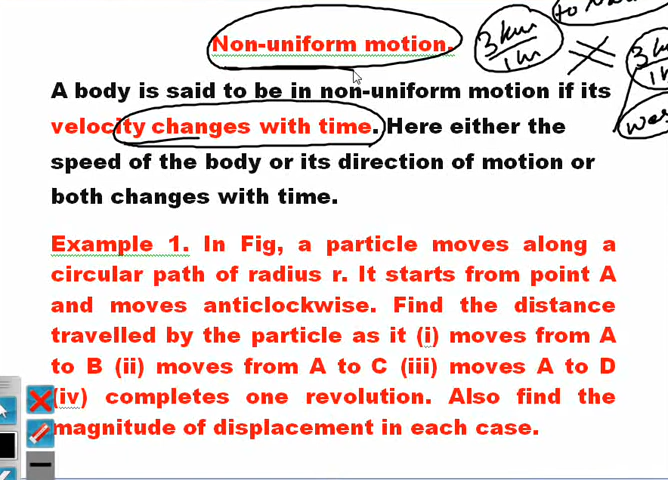 Non-uniform motion.
3 km
1 hr
A body is said to be in non-uniform motion if its
velocity changes with time. Here either the
speed of the body or its direction of motion or
both changes with time.
Example 1. In Fig, a particle moves along a
circular path of radius r. It starts from point A
and moves anticlockwise. Find the distance
travelled by the particle as it (i) moves from A
to B (ii) moves from A to C (iii) moves A to D
(iv) completes one revolution. Also find the
magnitude of displacement in each case.